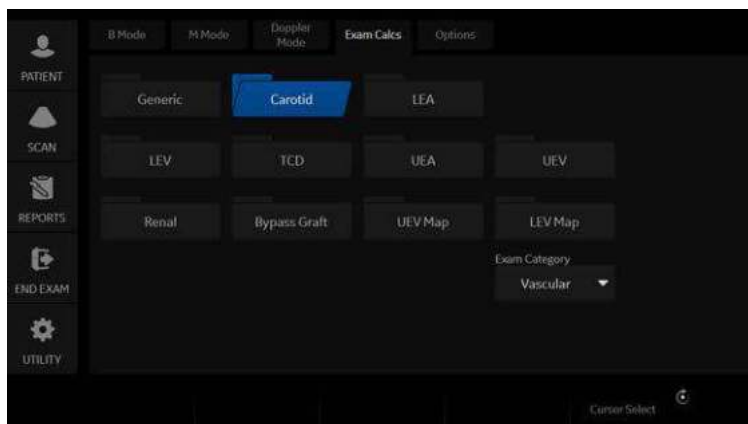 B Mode M Mode Doppler Mode Exam Calcs Options
PATIENT
SCAN
REPORTS
END EXAM
UTILITY
Generic Carotid LEA
LEV TCD UEA UEV
Renal Bypass Graft UEV Map LEV Map
Exam Category
Vascular
Cursor Select